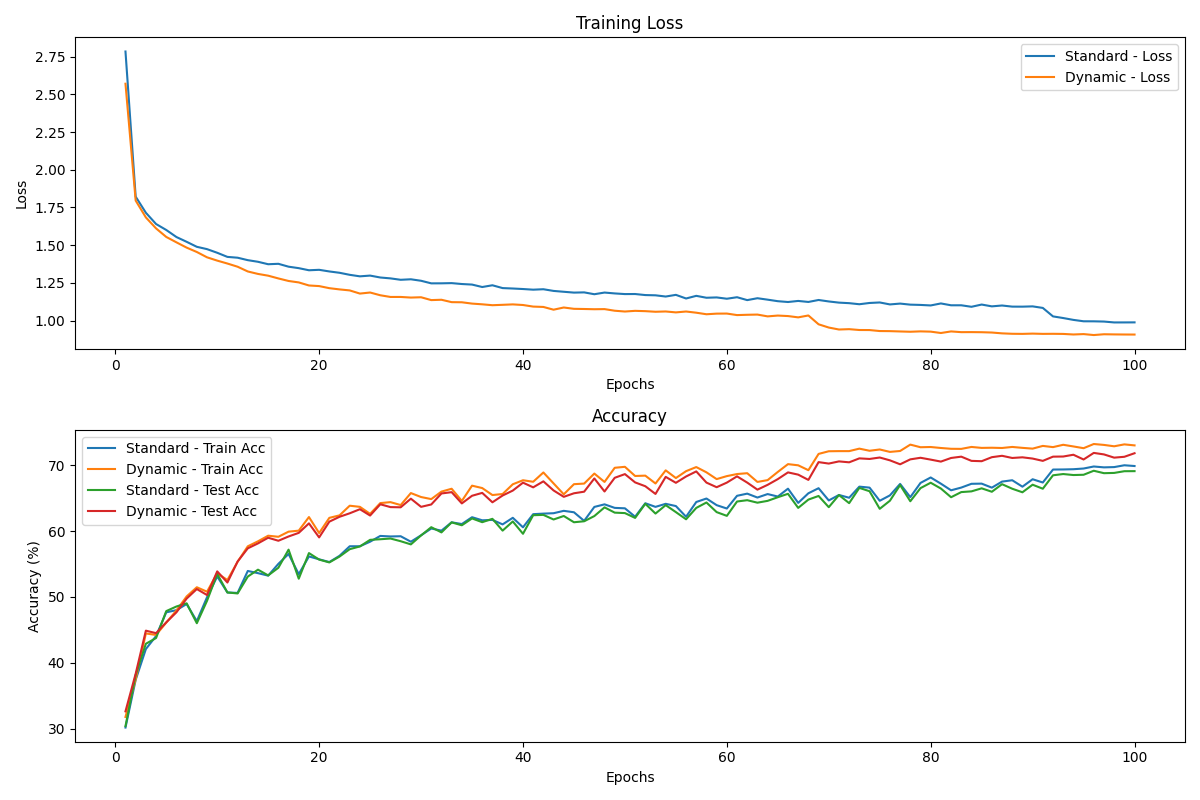 Training Loss
Loss
2.75
2.50
2.25
2.00
1.75
1.50
1.25
1.00
Standard - Loss
Dynamic - Loss
0 20 40 60 80 100
Epochs
Accuracy
Accuracy (%)
70
60
50
40
30
Standard - Train Acc
Dynamic - Train Acc
Standard - Test Acc
Dynamic - Test Acc
0 20 40 60 80 100
Epochs